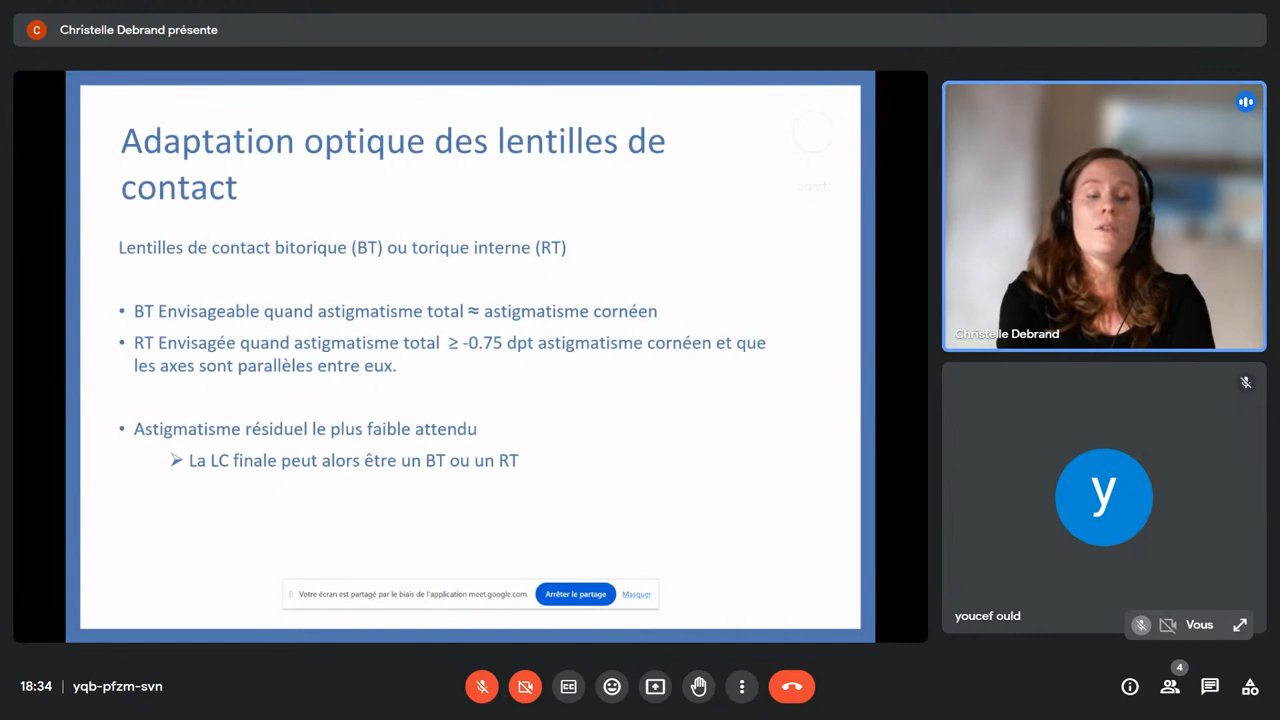 C
Christelle Debrand présente
Adaptation optique des lentilles de
contact
Lentilles de contact bitorique (BT) ou torique interne (RT)
• BT Envisageable quand astigmatisme total ≈ astigmatisme cornéen
• RT Envisagée quand astigmatisme total ≥ -0.75 dpt astigmatisme cornéen et que
les axes sont parallèles entre eux.
• Astigmatisme résiduel le plus faible attendu
➢ La LC finale peut alors être un BT ou un RT
Votre écran est partagé par le biais de l'application meet.google.com.
Arrêter le partage
Masquer
Christelle Debrand
y
youcef ould
Vous
18:34 | yqb-pfzm-svn
4